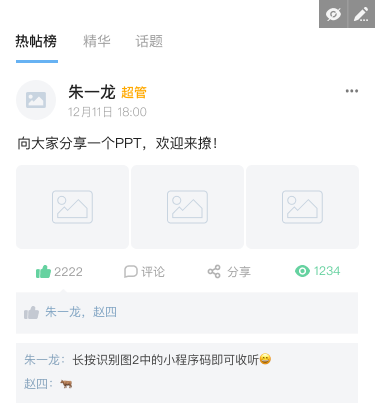 热帖榜 精华 话题
朱一龙 超管
12月11日 18:00
向大家分享一个PPT，欢迎来撩！
2222 评论 分享 1234
朱一龙，赵四
朱一龙：长按识别图2中的小程序码即可收听😄
赵四：🐂